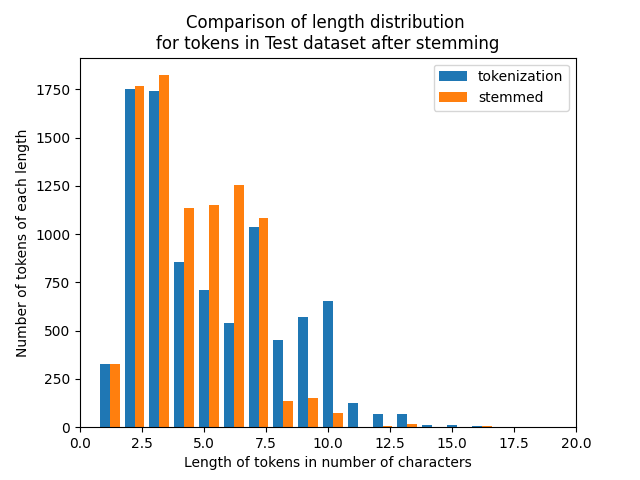 Comparison of length distribution
for tokens in Test dataset after stemming
tokenization
stemmed
Number of tokens of each length
1750
1500
1250
1000
750
500
250
0
0.0 2.5 5.0 7.5 10.0 12.5 15.0 17.5 20.0
Length of tokens in number of characters